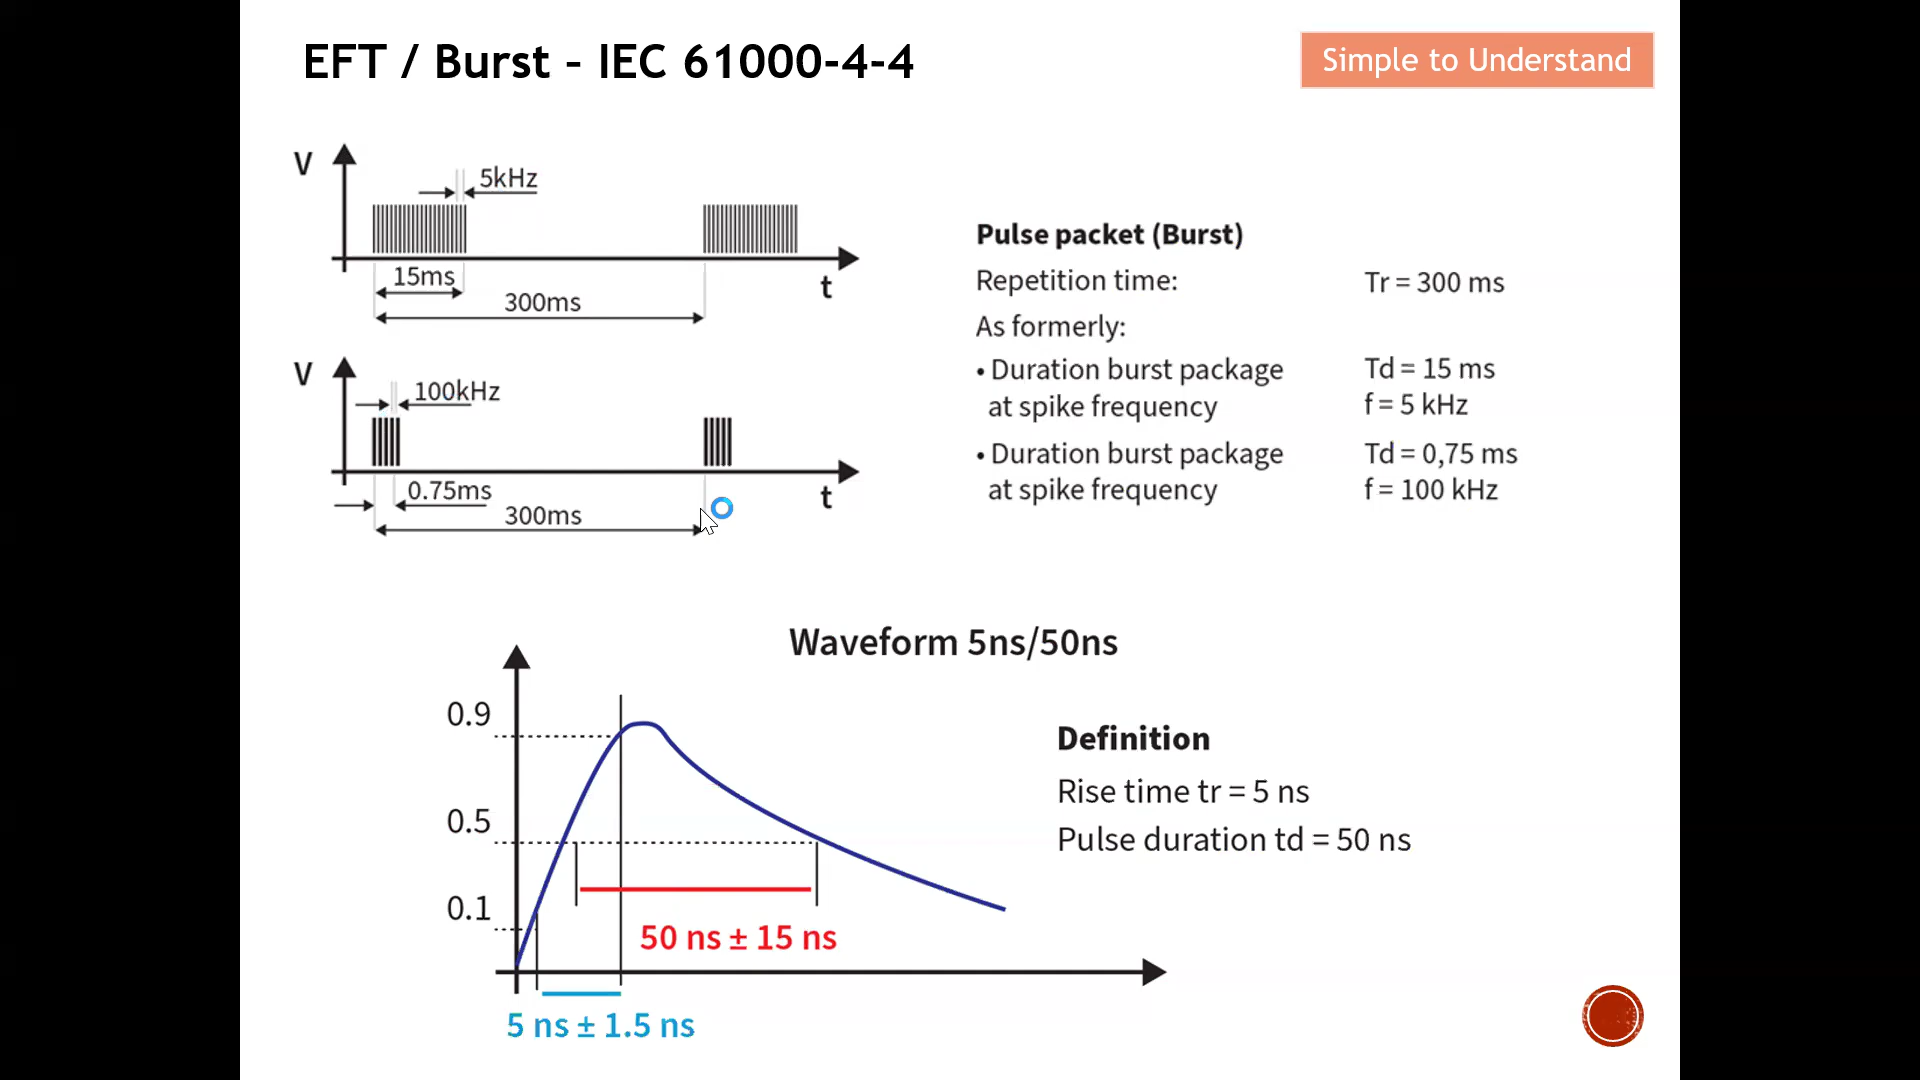 EFT / Burst – IEC 61000-4-4
Simple to Understand
V
5kHz
15ms
300ms
t
V
100kHz
0.75ms
300ms
t
Pulse packet (Burst)
Repetition time: Tr = 300 ms
As formerly:
• Duration burst package Td = 15 ms
at spike frequency f = 5 kHz
• Duration burst package Td = 0,75 ms
at spike frequency f = 100 kHz
Waveform 5ns/50ns
0.9
0.5
0.1
50 ns ± 15 ns
5 ns ± 1.5 ns
Definition
Rise time tr = 5 ns
Pulse duration td = 50 ns